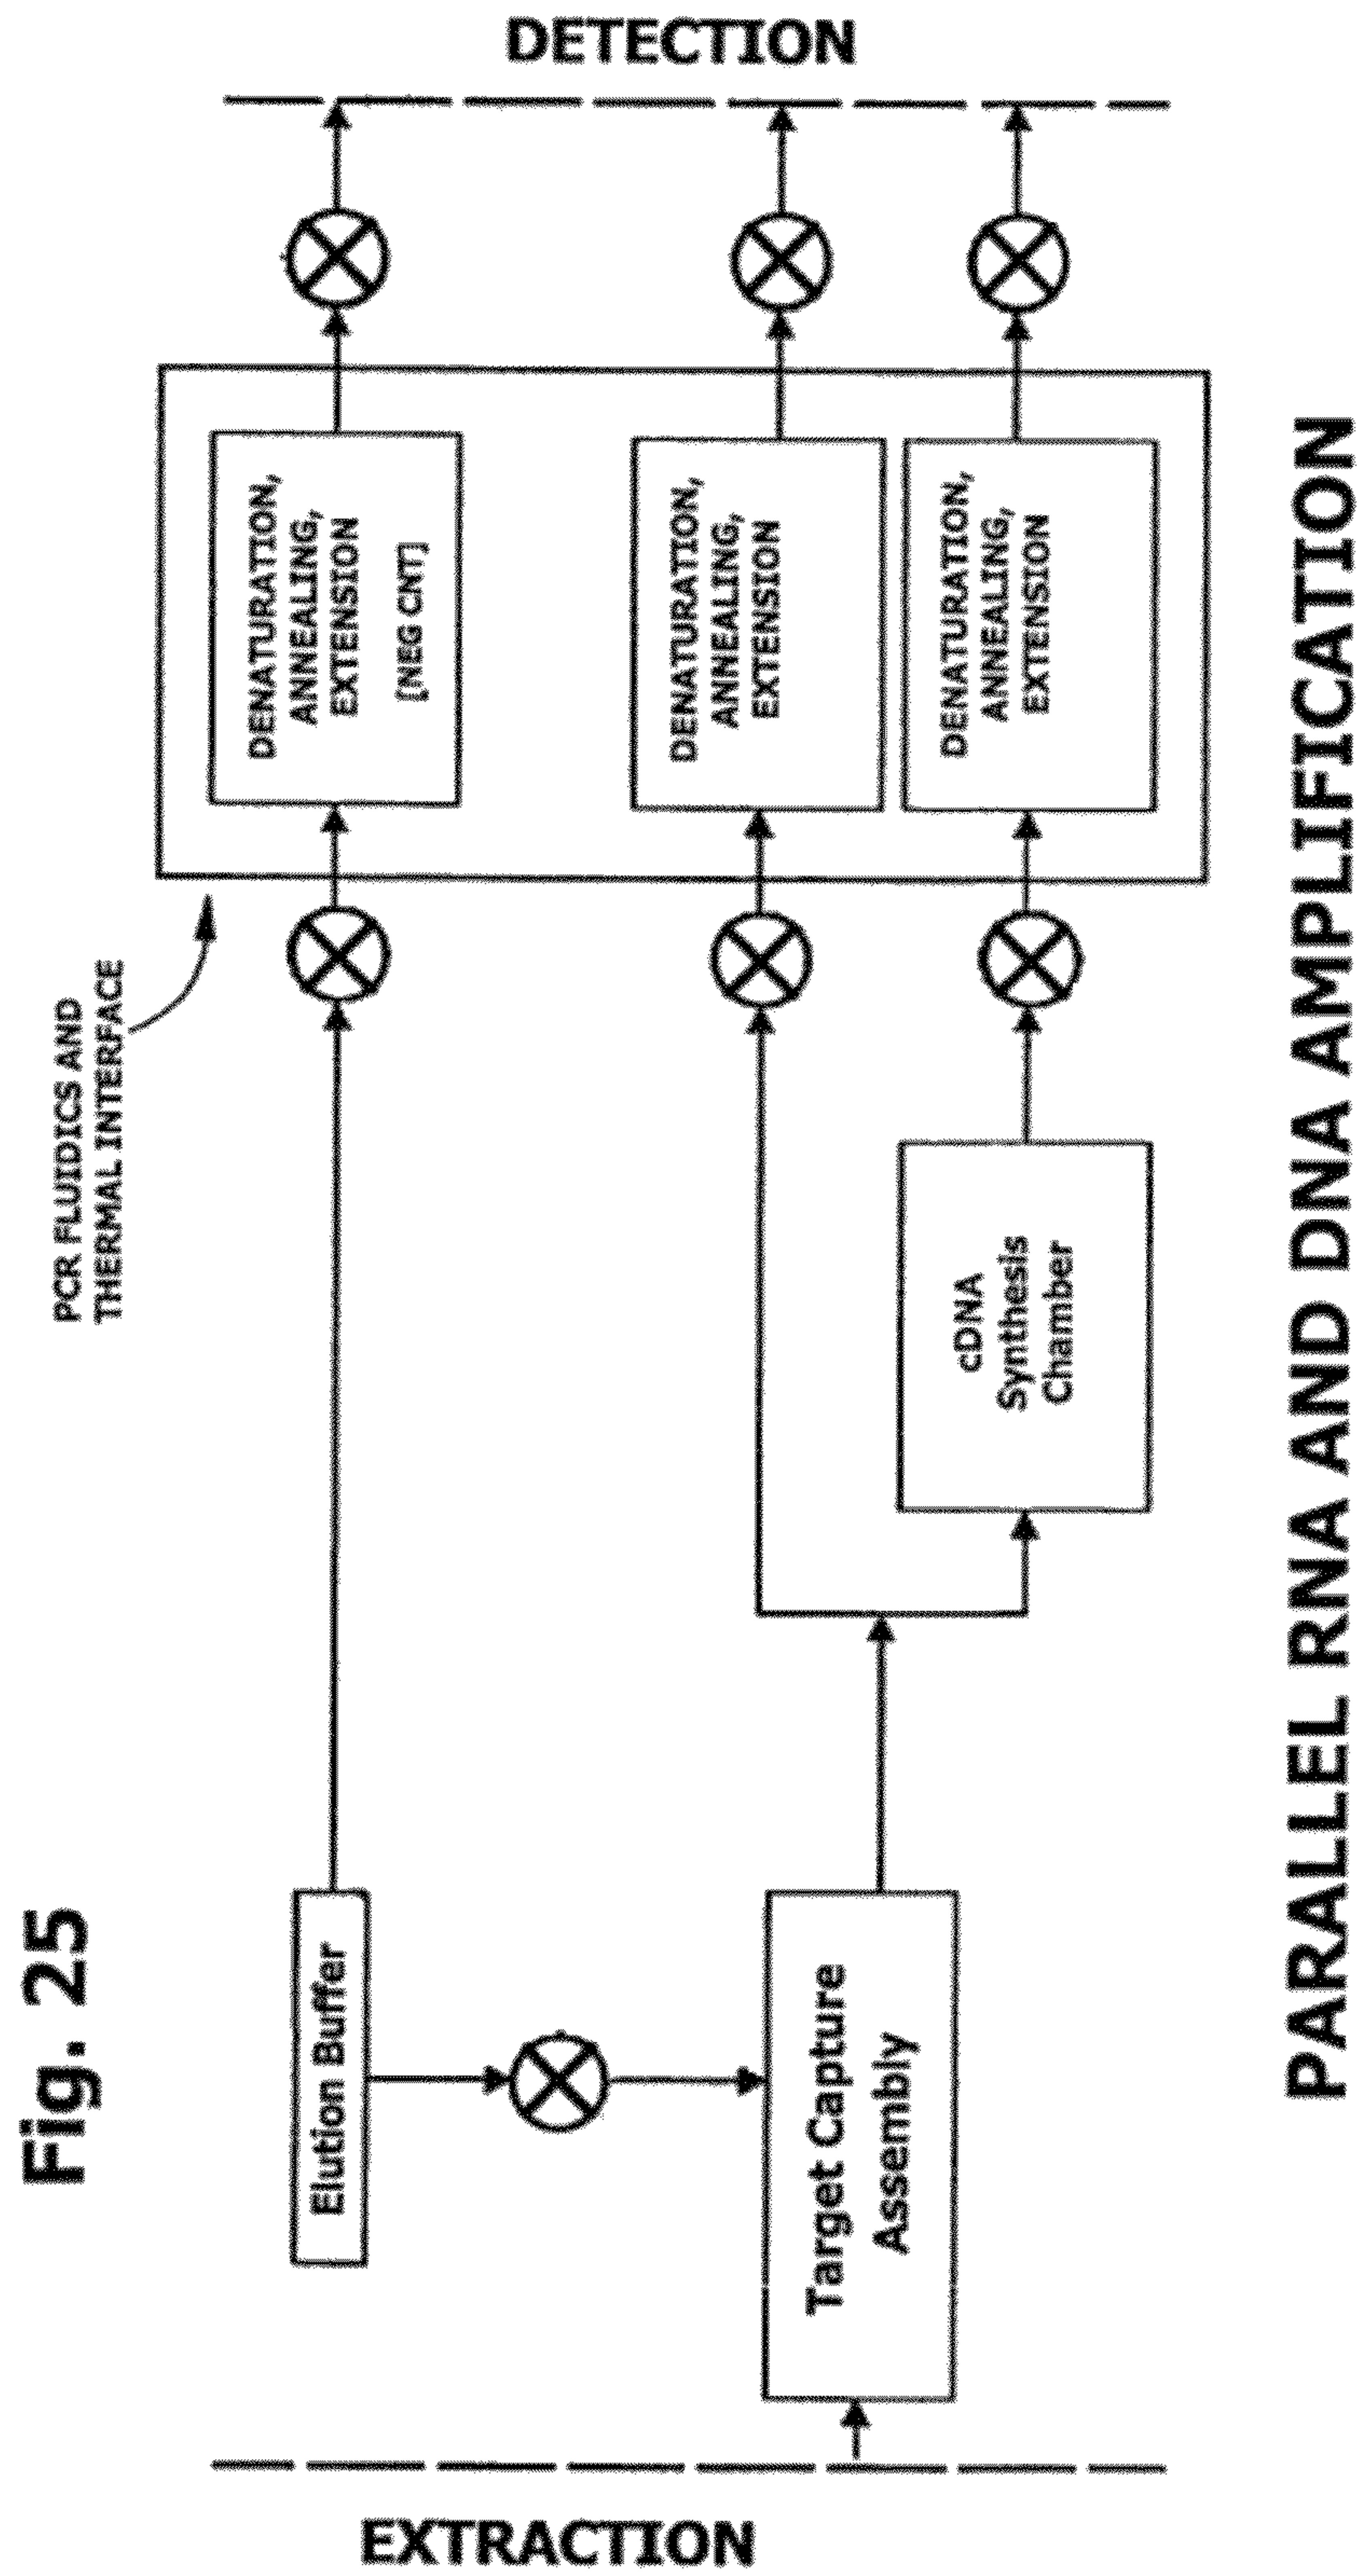 Fig. 25
PCR FLUIDICS AND
THERMAL INTERFACE
EXTRACTION
Elution Buffer
Target Capture
Assembly
cDNA
Synthesis
Chamber
DENATURATION,
ANNEALING,
EXTENSION
[NEG CNT]
DENATURATION,
ANNEALING,
EXTENSION
DENATURATION,
ANNEALING,
EXTENSION
DETECTION
PARALLEL RNA AND DNA AMPLIFICATION